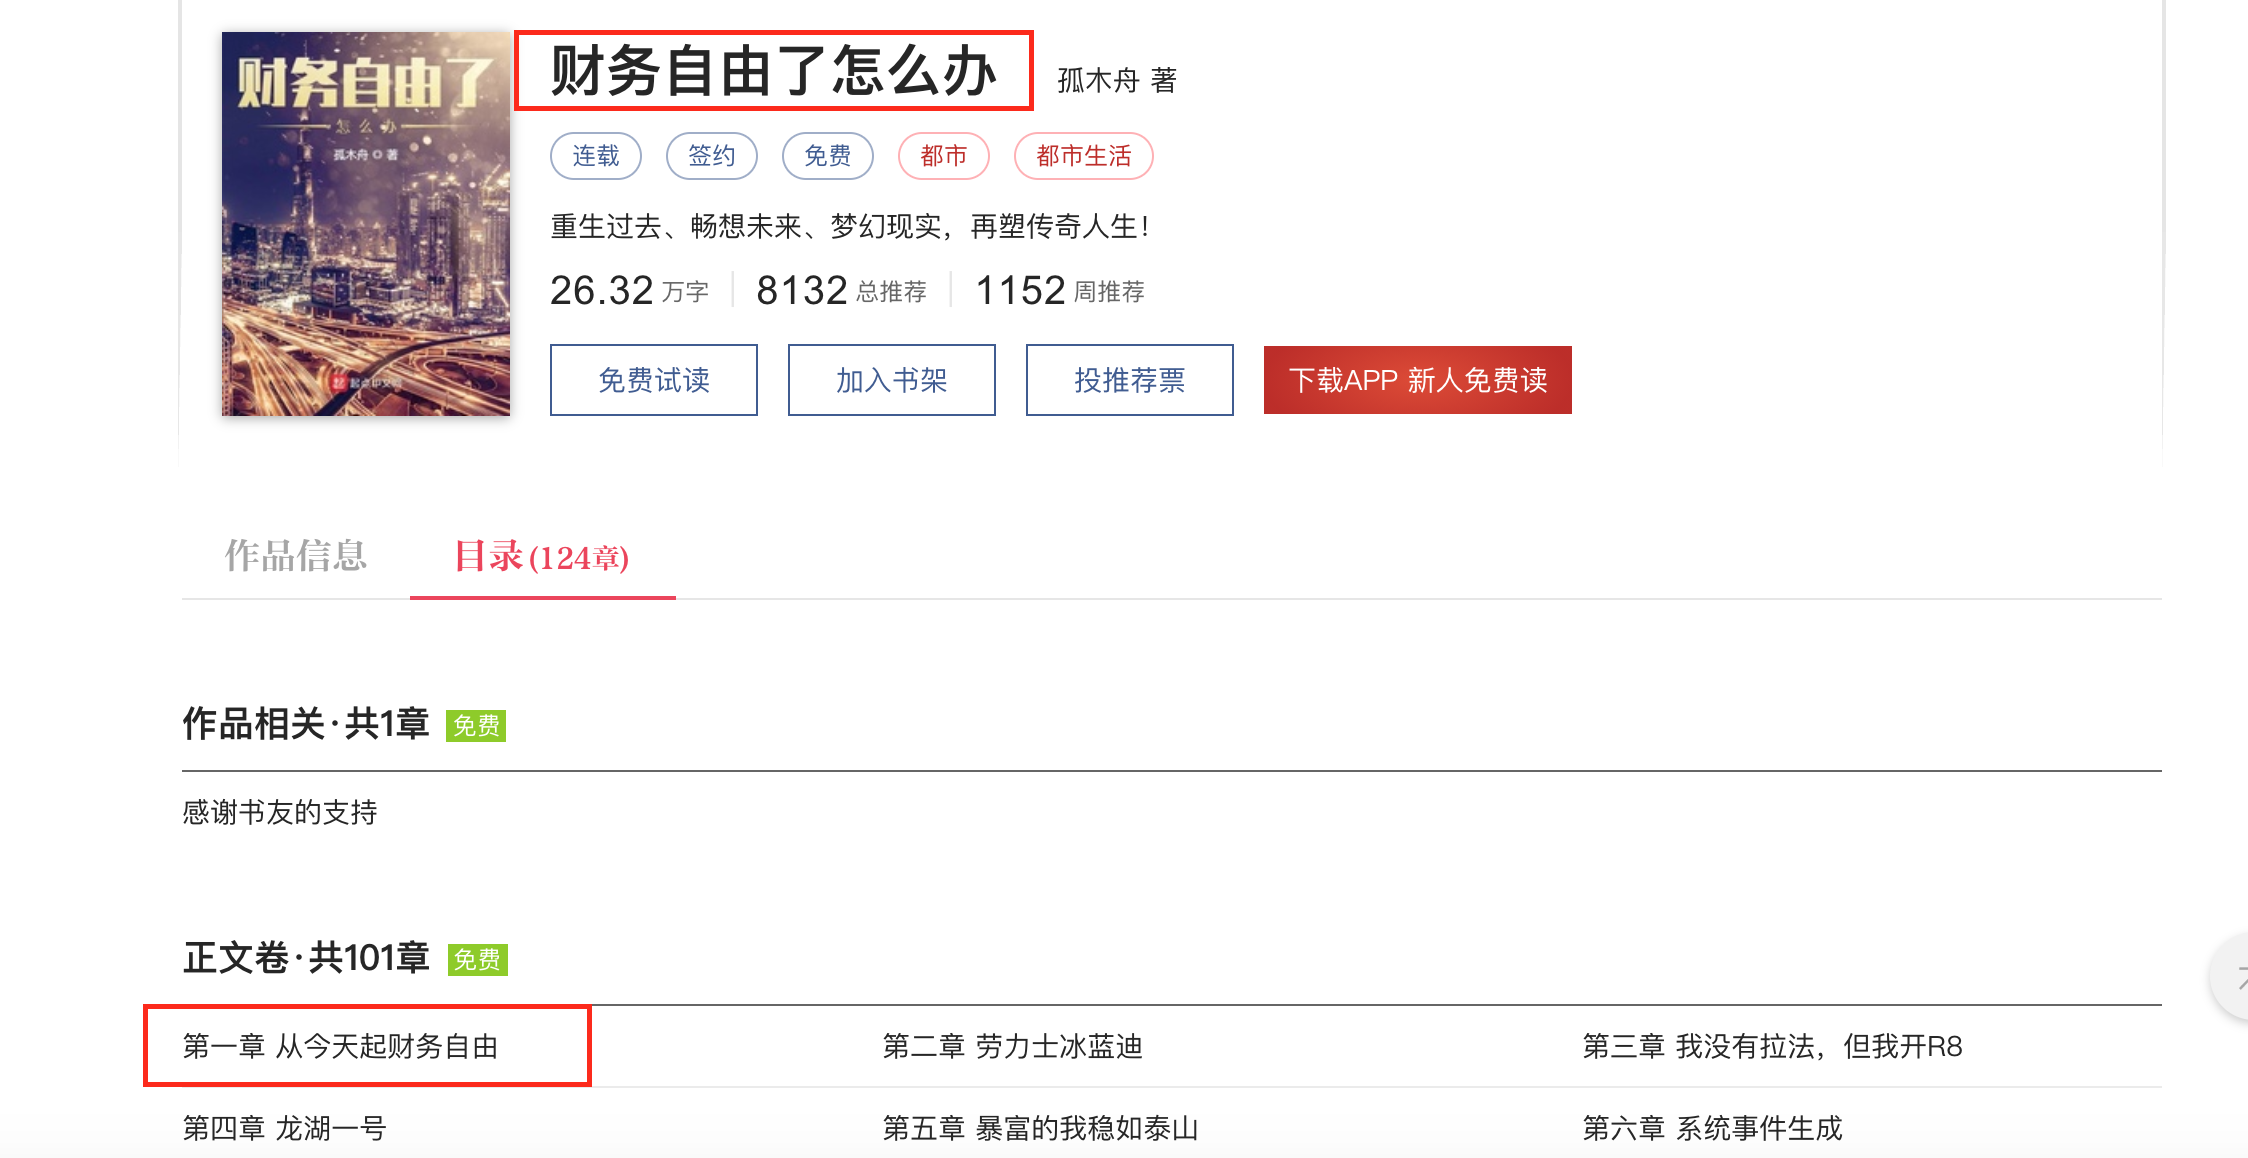 财务自由了
怎么办
孤木舟 著
起点中文网
财务自由了怎么办 孤木舟 著
连载 签约 免费 都市 都市生活
重生过去、畅想未来、梦幻现实，再塑传奇人生！
26.32 万字 8132 总推荐 1152 周推荐
免费试读 加入书架 投推荐票 下载APP 新人免费读
作品信息 目录(124章)
作品相关·共1章 免费
感谢书友的支持
正文卷·共101章 免费
第一章 从今天起财务自由 第二章 劳力士冰蓝迪 第三章 我没有拉法，但我开R8
第四章 龙湖一号 第五章 暴富的我稳如泰山 第六章 系统事件生成